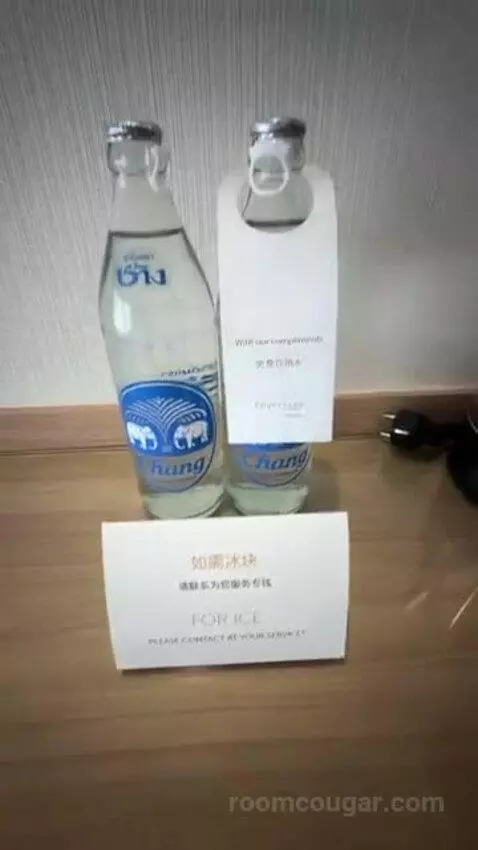 ช้าง
Chang
With our compliments
免费饮用水
Chang
如需冰块
请联系为您服务专线
FOR ICE
PLEASE CONTACT AT YOUR SERVICE
roomcougar.com